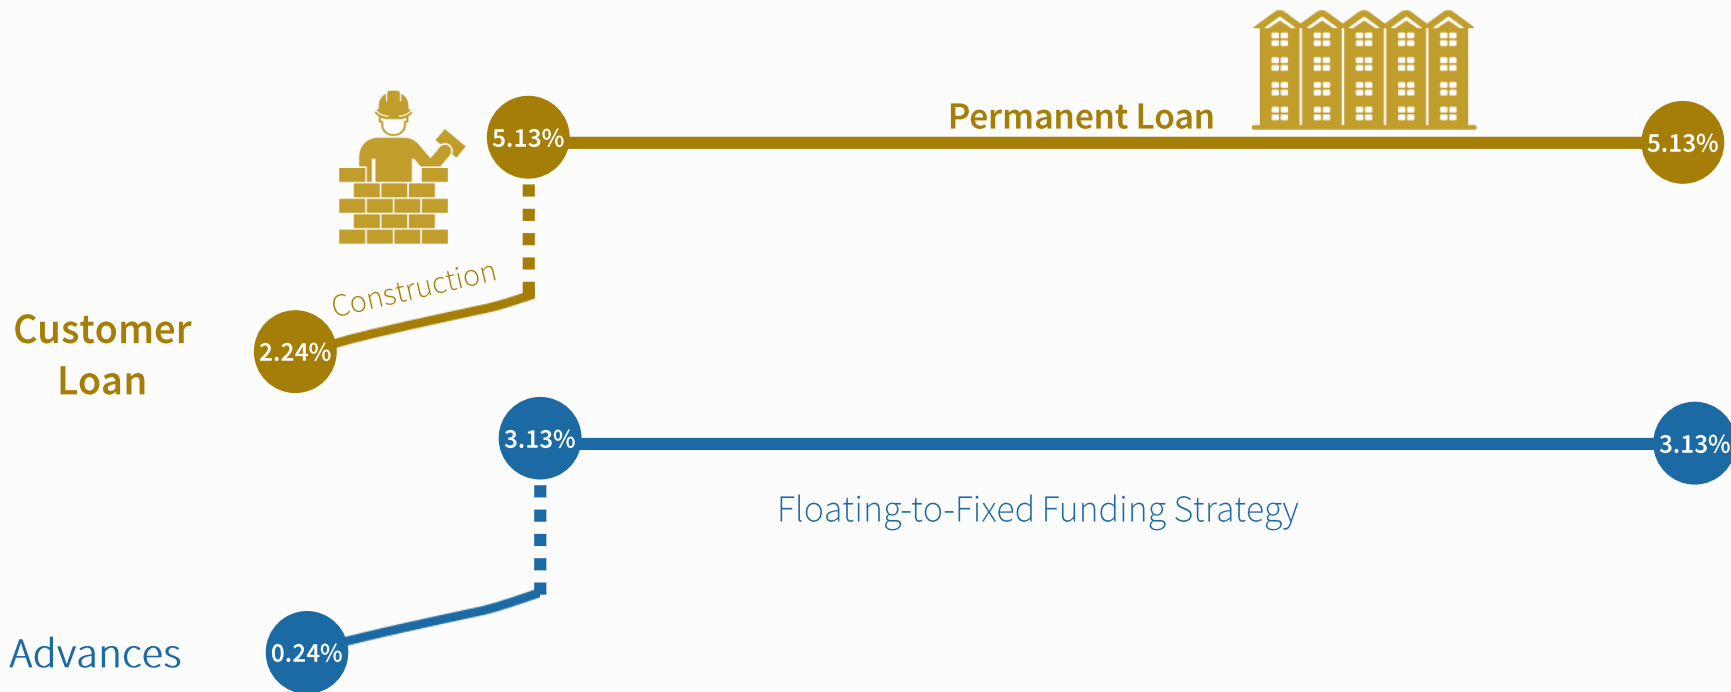 Permanent Loan
5.13%
5.13%
Construction
Customer
Loan
2.24%
3.13%
3.13%
Floating-to-Fixed Funding Strategy
Advances
0.24%